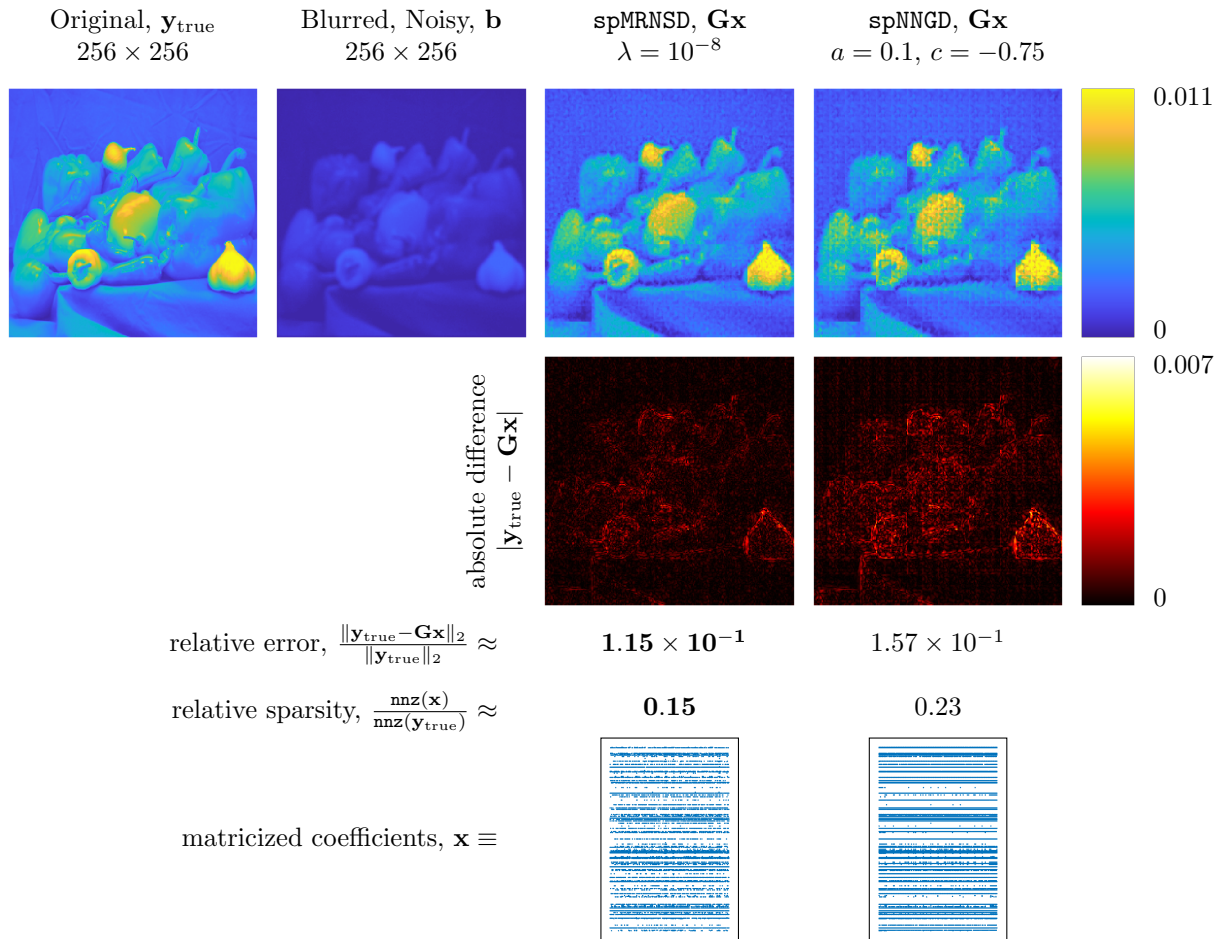 Original, y_true
256 × 256
Blurred, Noisy, b
256 × 256
spMRNSD, Gx
λ = 10⁻⁸
spNNGD, Gx
a = 0.1, c = −0.75
0.011
0
absolute difference
|y_true − Gx|
0.007
0
relative error, ‖y_true−Gx‖₂ / ‖y_true‖₂ ≈ 1.15 × 10⁻¹ 1.57 × 10⁻¹
relative sparsity, nnz(x) / nnz(y_true) ≈ 0.15 0.23
matricized coefficients, x ≡